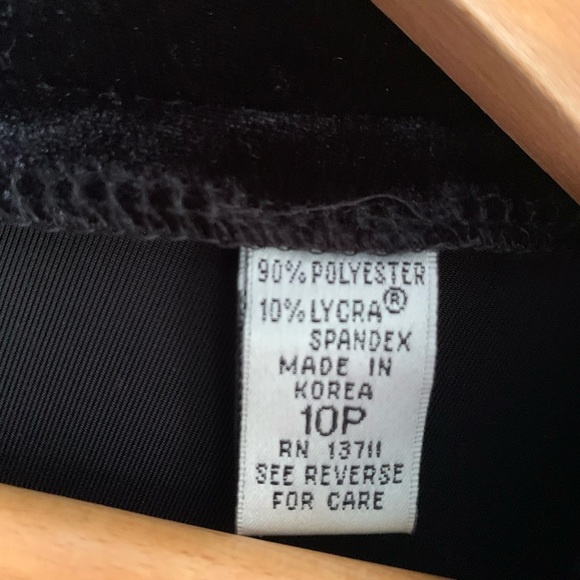 90% POLYESTER
10% LYCRA®
SPANDEX
MADE IN
KOREA
10P
RN 13711
SEE REVERSE
FOR CARE